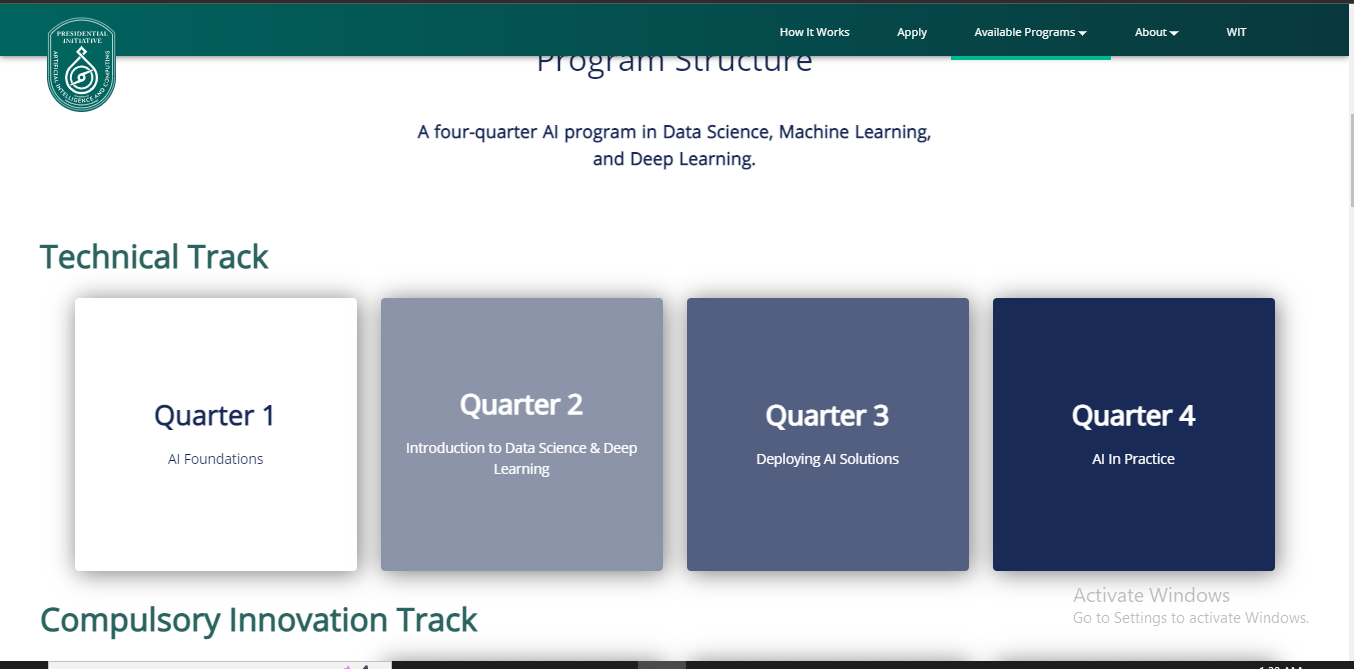 PRESIDENTIAL
INITIATIVE
ARTIFICIAL INTELLIGENCE AND COMPUTING
How It Works
Apply
Available Programs
About
WIT
Program Structure
A four-quarter AI program in Data Science, Machine Learning,
and Deep Learning.
Technical Track
Quarter 1
AI Foundations
Quarter 2
Introduction to Data Science & Deep
Learning
Quarter 3
Deploying AI Solutions
Quarter 4
AI In Practice
Activate Windows
Go to Settings to activate Windows.
Compulsory Innovation Track